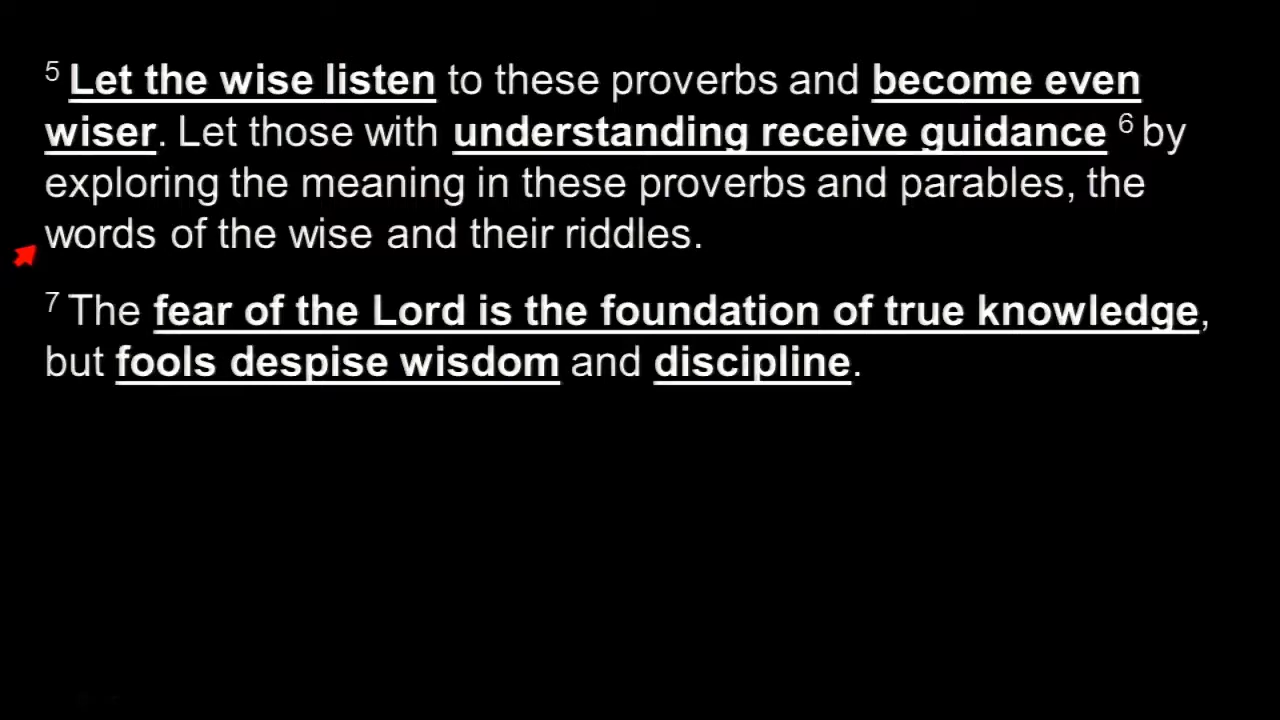 5 Let the wise listen to these proverbs and become even
wiser. Let those with understanding receive guidance 6 by
exploring the meaning in these proverbs and parables, the
words of the wise and their riddles.
7 The fear of the Lord is the foundation of true knowledge,
but fools despise wisdom and discipline.